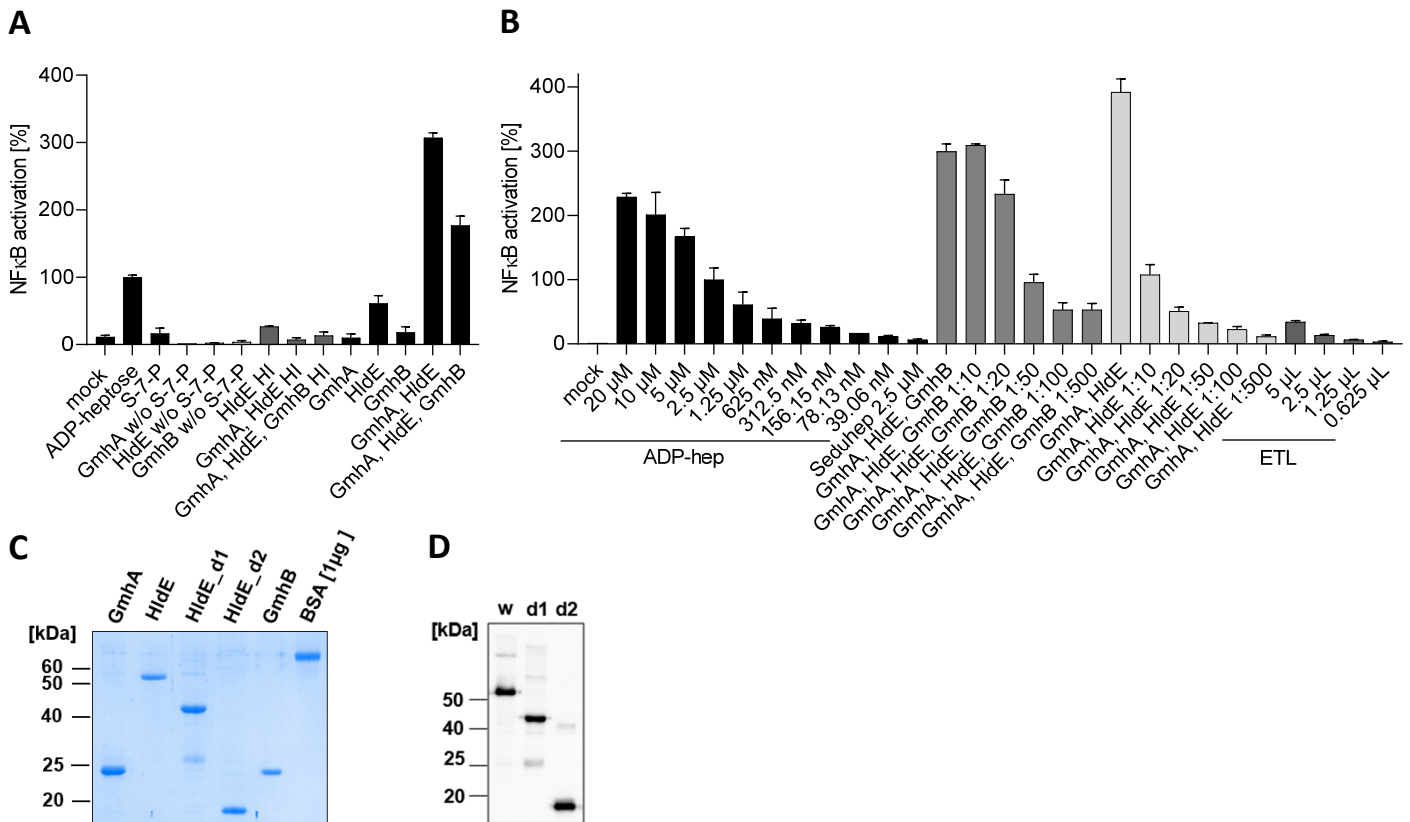 A
NFκB activation [%]
400
300
200
100
0
mock
ADP-heptose
S-7-P
GmhA w/o S-7-P
HldE w/o S-7-P
GmhB w/o S-7-P
GmhA, HldE HI
GmhA, HldE, GmhB HI
GmhA
HldE
GmhB
GmhA, HldE
GmhA, HldE, GmhB
B
NFκB activation [%]
400
300
200
100
0
mock
20 µM
10 µM
5 µM
2.5 µM
1.25 µM
625 nM
312.5 nM
156.15 nM
78.13 nM
39.06 nM
Seduhep 2,5 µM
GmhA, HldE, GmhB
GmhA, HldE, GmhB 1:10
GmhA, HldE, GmhB 1:20
GmhA, HldE, GmhB 1:50
GmhA, HldE, GmhB 1:100
GmhA, HldE, GmhB 1:500
GmhA, HldE
GmhA, HldE 1:10
GmhA, HldE 1:20
GmhA, HldE 1:50
GmhA, HldE 1:100
GmhA, HldE 1:500
5 µL
2.5 µL
1.25 µL
0.625 µL
ADP-hep
ETL
C
GmhA
HldE
HldE_d1
HldE_d2
GmhB
BSA [1µg ]
[kDa]
60
50
40
25
20
D
w d1 d2
[kDa]
50
40
25
20